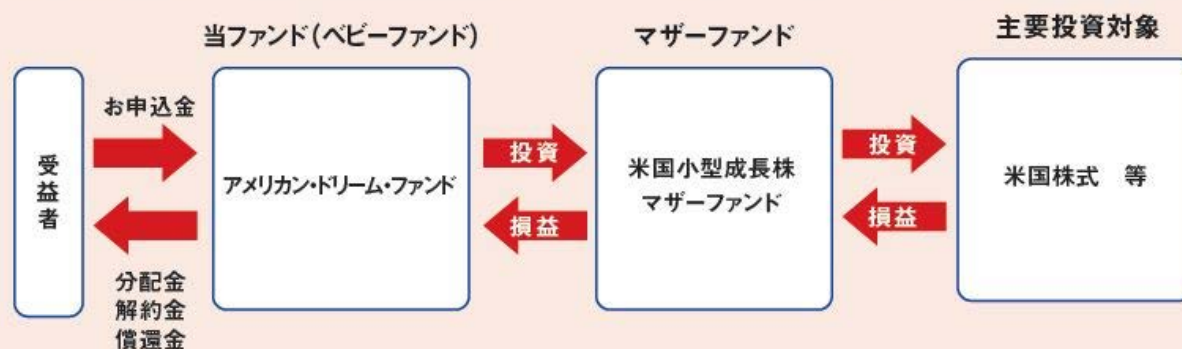 当ファンド(ベビーファンド)
マザーファンド
主要投資対象
受益者
お申込金
分配金
解約金
償還金
アメリカン・ドリーム・ファンド
投資
損益
米国小型成長株
マザーファンド
投資
損益
米国株式　等